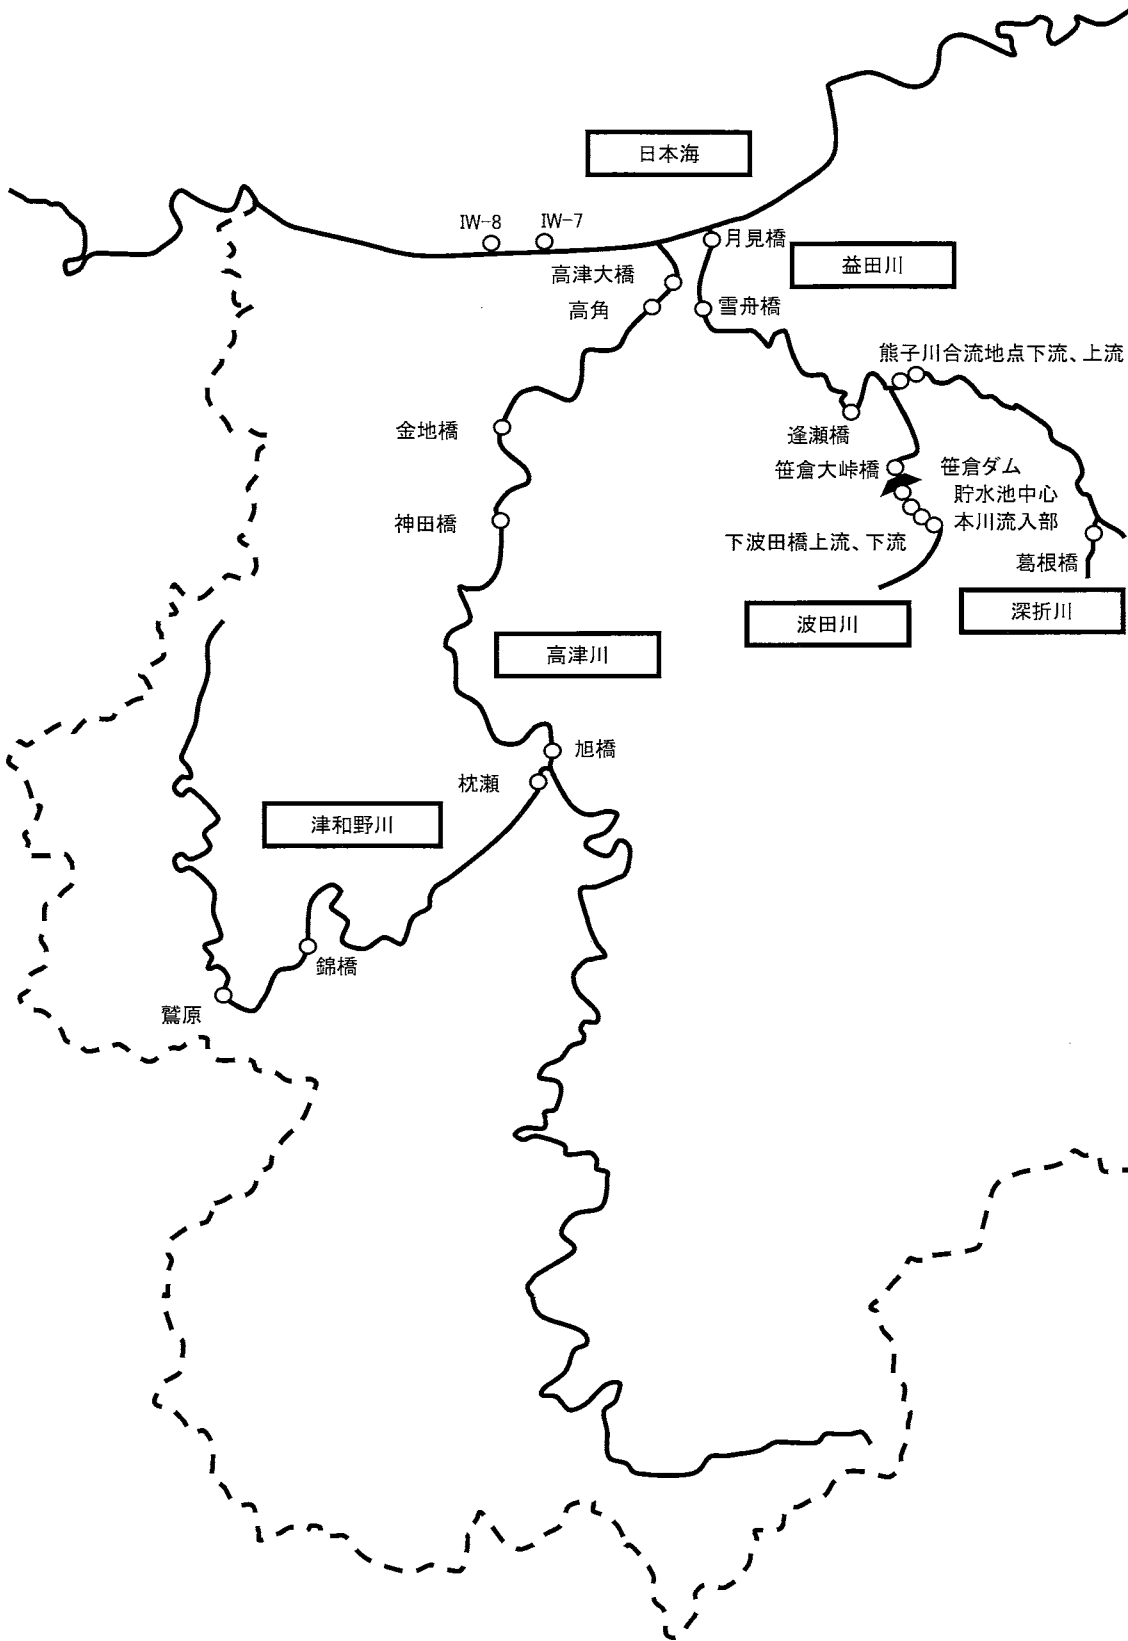 日本海
IW-8
IW-7
月見橋
益田川
高津大橋
高角
雪舟橋
熊子川合流地点下流、上流
金地橋
逢瀬橋
笹倉大峠橋
笹倉ダム
貯水池中心
本川流入部
神田橋
下波田橋上流、下流
葛根橋
波田川
深折川
高津川
旭橋
枕瀬
津和野川
錦橋
鷲原